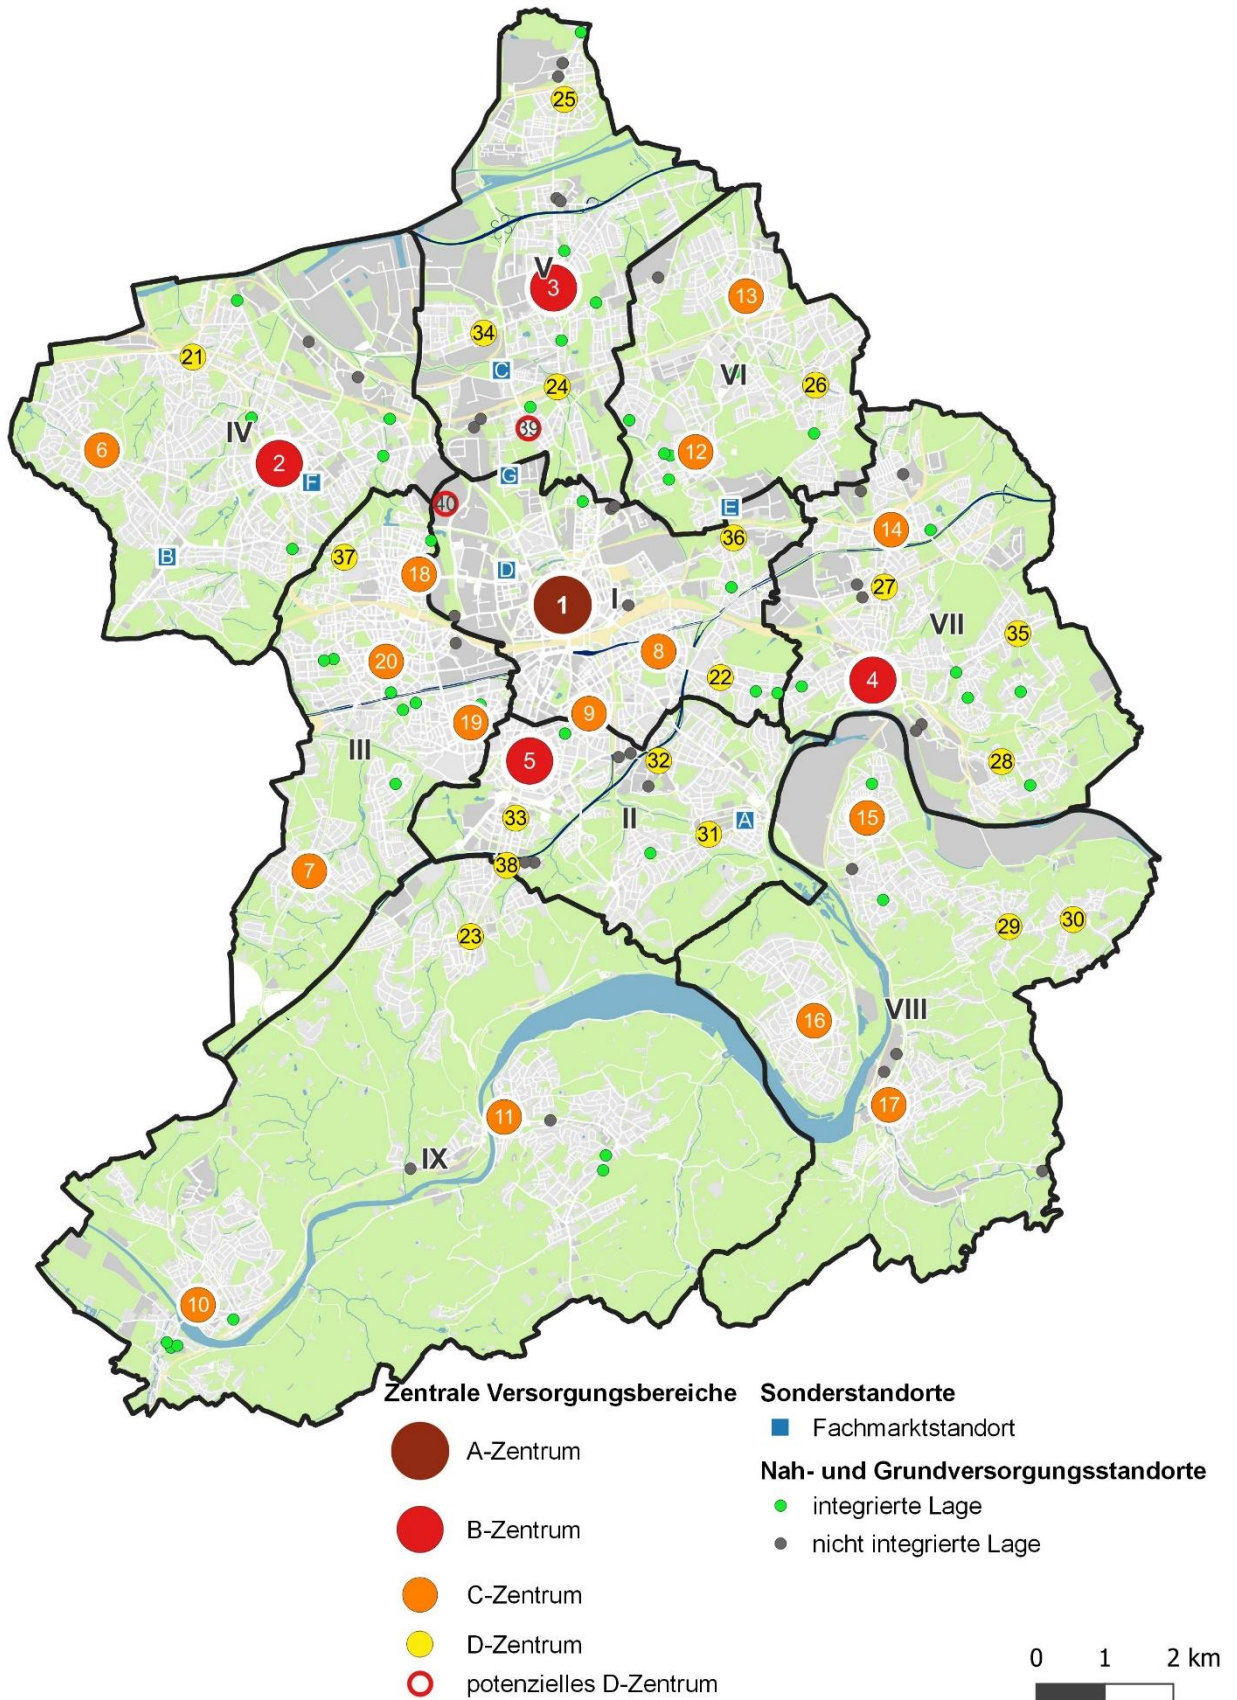 25
V
3
13
34
21
C
24
VI
26
39
IV
6
12
2
F
G
40
E
14
36
B
37
D
18
27
1
I
VII
35
8
20
22
4
9
19
III
5
32
28
33
II
A
15
31
38
7
29
30
23
16
VIII
17
11
IX
10
Zentrale Versorgungsbereiche
A-Zentrum
B-Zentrum
C-Zentrum
D-Zentrum
potenzielles D-Zentrum
Sonderstandorte
Fachmarktstandort
Nah- und Grundversorgungsstandorte
integrierte Lage
nicht integrierte Lage
0 1 2 km